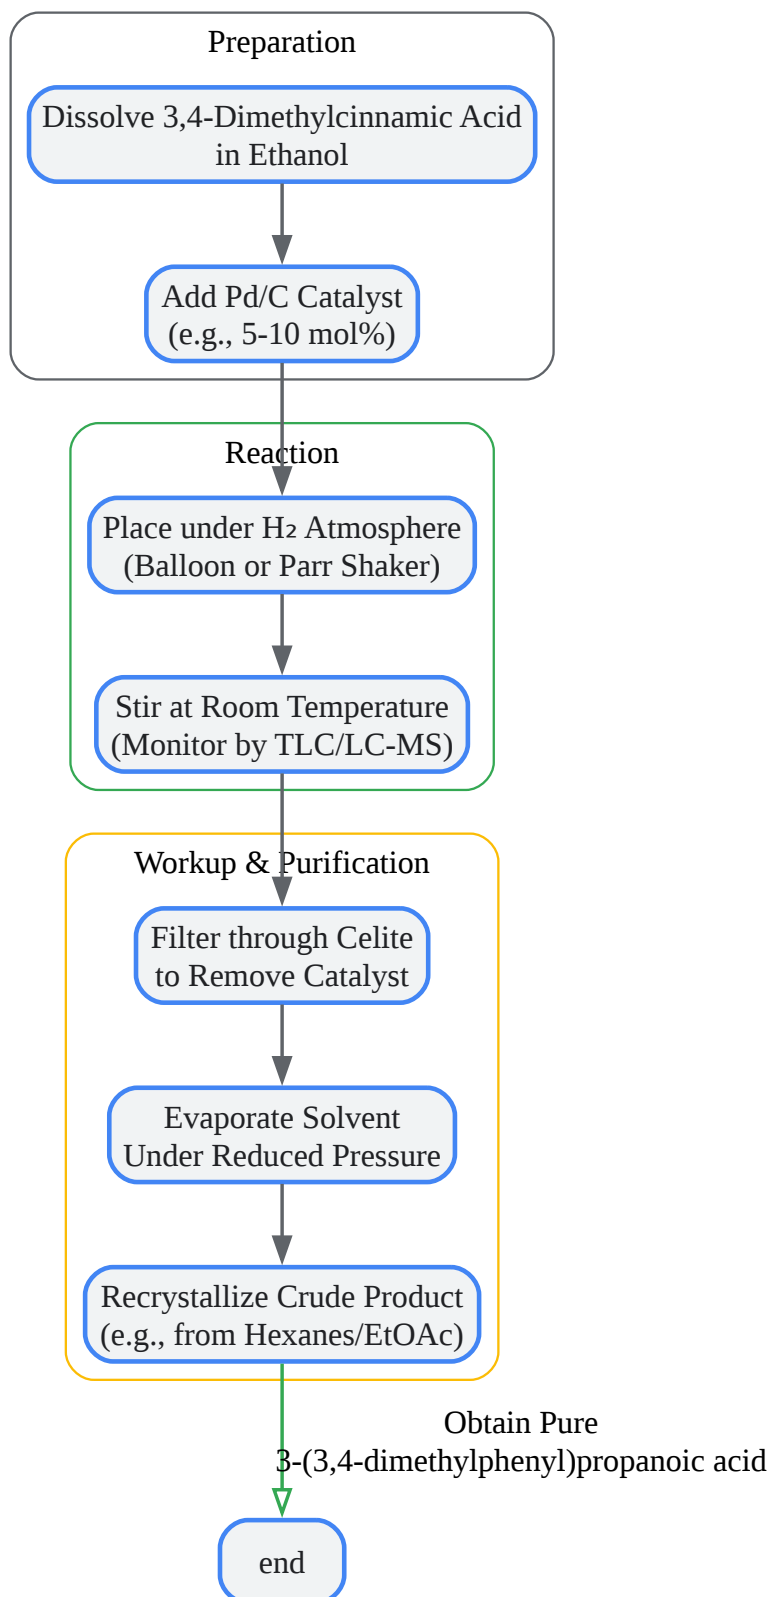 Preparation
Dissolve 3,4-Dimethylcinnamic Acid
in Ethanol
Add Pd/C Catalyst
(e.g., 5-10 mol%)
Reaction
Place under H₂ Atmosphere
(Balloon or Parr Shaker)
Stir at Room Temperature
(Monitor by TLC/LC-MS)
Workup & Purification
Filter through Celite
to Remove Catalyst
Evaporate Solvent
Under Reduced Pressure
Recrystallize Crude Product
(e.g., from Hexanes/EtOAc)
Obtain Pure
3-(3,4-dimethylphenyl)propanoic acid
end